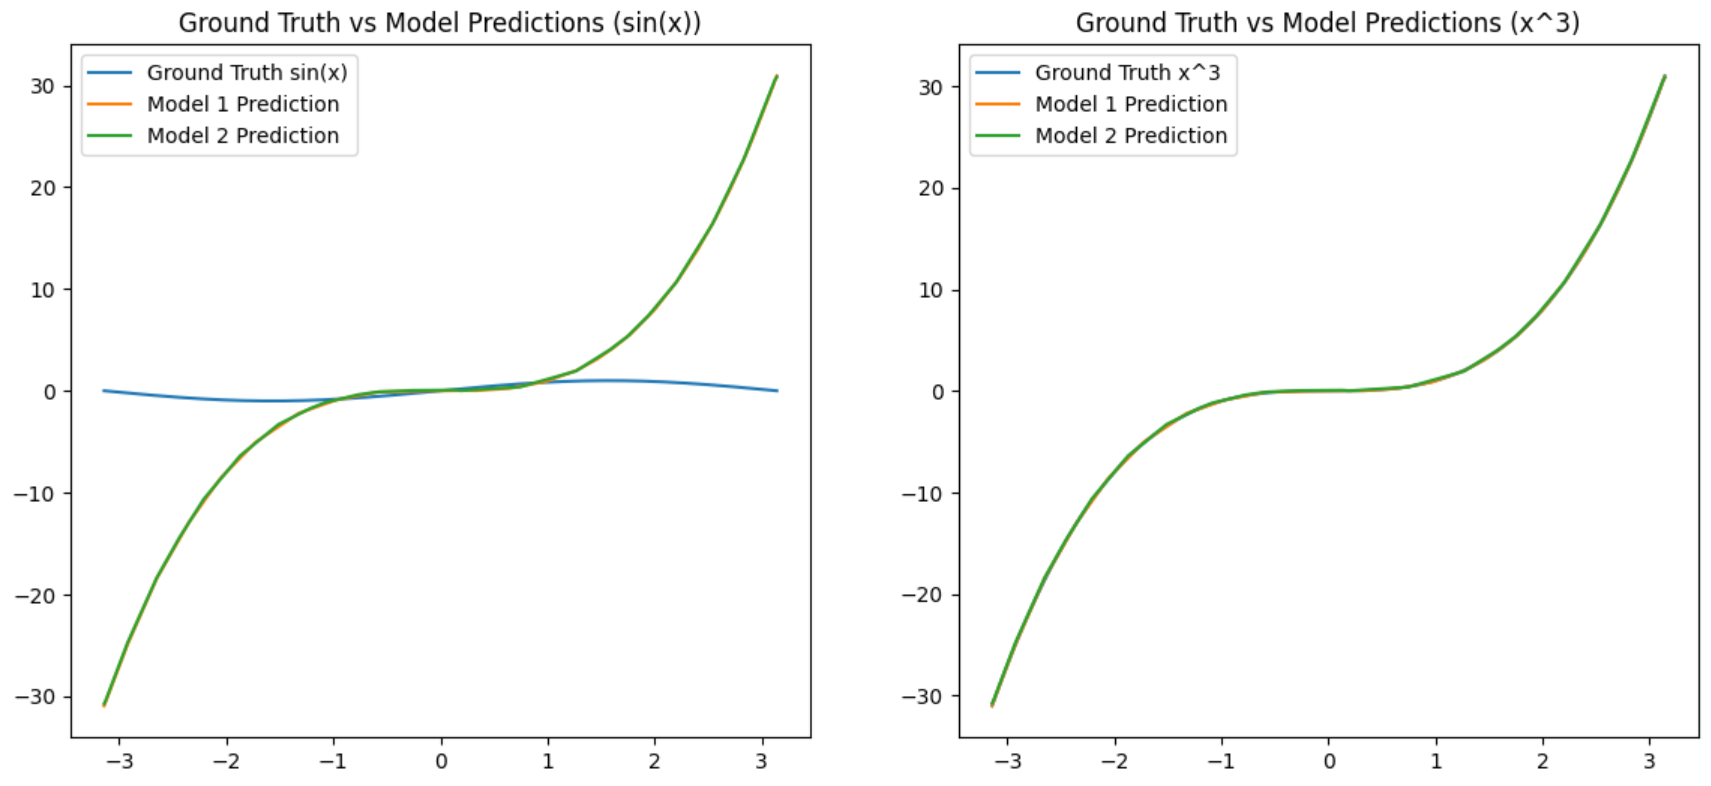 Ground Truth vs Model Predictions (sin(x))
Ground Truth sin(x)
Model 1 Prediction
Model 2 Prediction
30
20
10
0
−10
−20
−30
−3 −2 −1 0 1 2 3
Ground Truth vs Model Predictions (x^3)
Ground Truth x^3
Model 1 Prediction
Model 2 Prediction
30
20
10
0
−10
−20
−30
−3 −2 −1 0 1 2 3